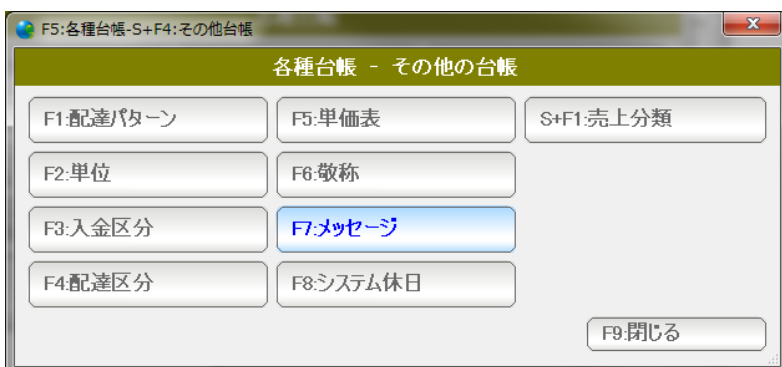 F5:各種台帳-S+F4:その他台帳
各種台帳 - その他の台帳
F1:配達パターン
F5:単価表
S+F1:売上分類
F2:単位
F6:敬称
F3:入金区分
F7:メッセージ
F4:配達区分
F8:システム休日
F9:閉じる